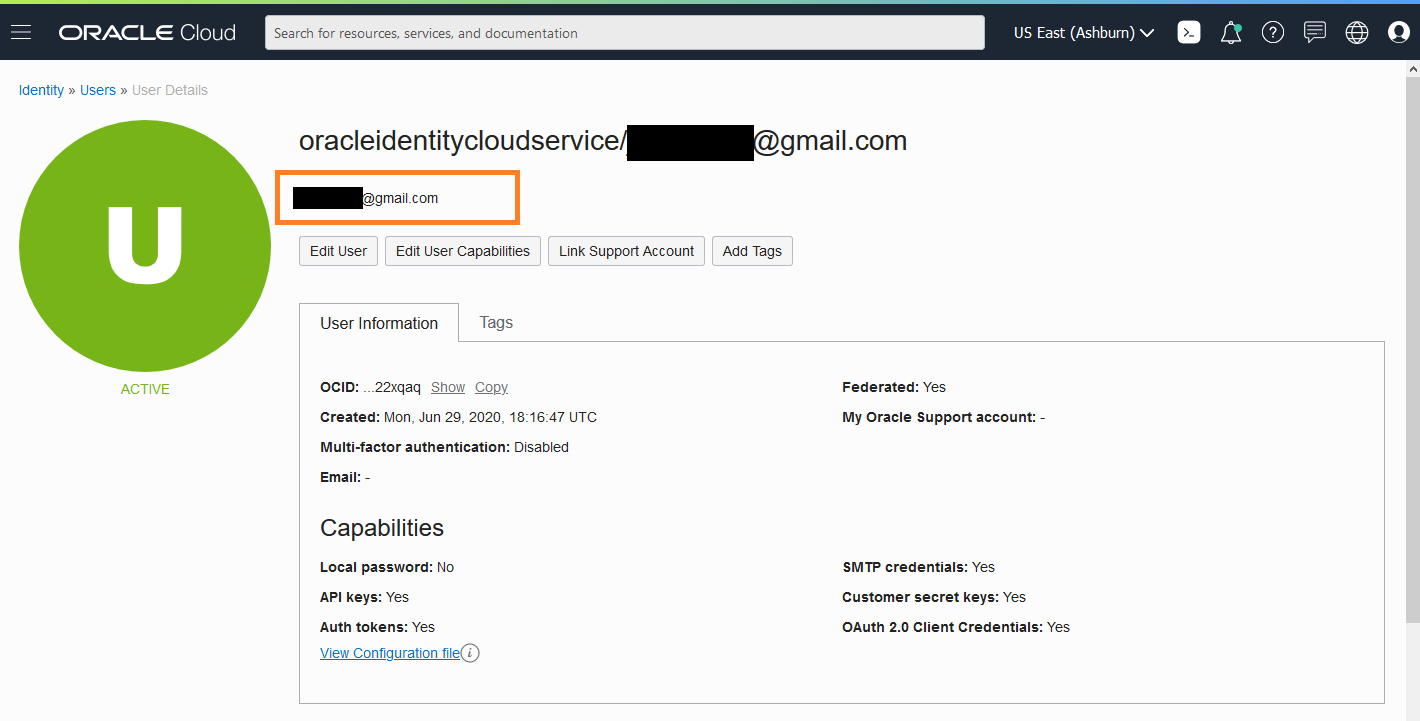 ORACLE Cloud
Search for resources, services, and documentation
US East (Ashburn)
Identity » Users » User Details
oracleidentitycloudservice/@gmail.com
@gmail.com
U
ACTIVE
Edit User
Edit User Capabilities
Link Support Account
Add Tags
User Information
Tags
OCID: ...22xqaq Show Copy
Federated: Yes
Created: Mon, Jun 29, 2020, 18:16:47 UTC
My Oracle Support account: -
Multi-factor authentication: Disabled
Email: -
Capabilities
Local password: No
SMTP credentials: Yes
API keys: Yes
Customer secret keys: Yes
Auth tokens: Yes
OAuth 2.0 Client Credentials: Yes
View Configuration file